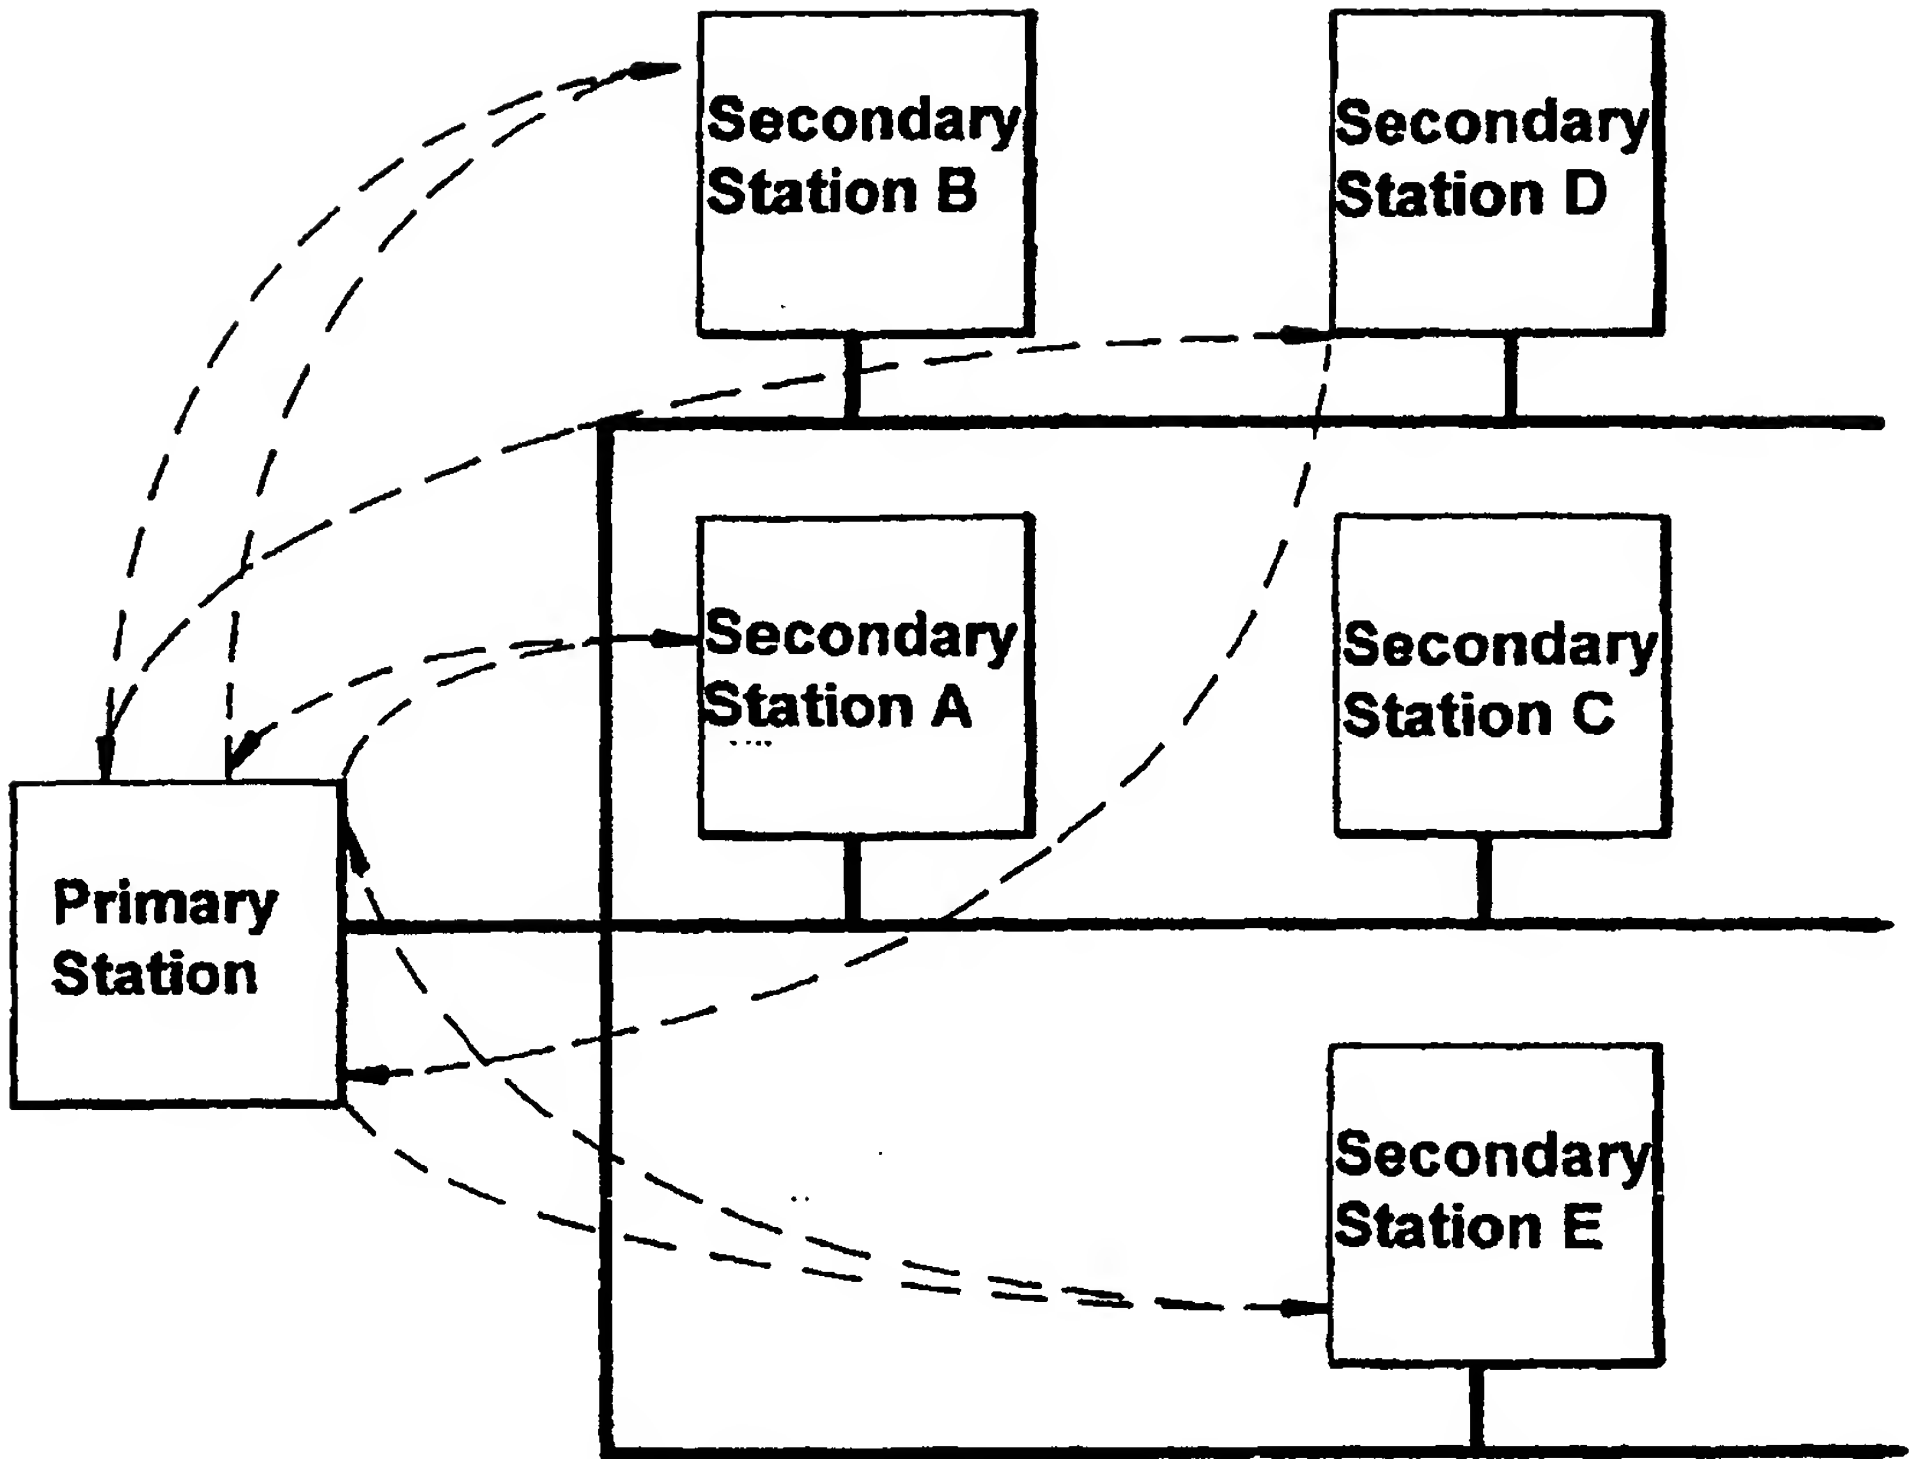 Secondary
Station B
Secondary
Station D
Secondary
Station A
Secondary
Station C
Primary
Station
Secondary
Station E